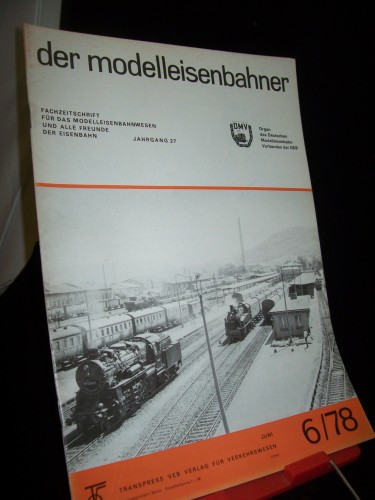 der modelleisenbahner
FACHZEITSCHRIFT
FÜR DAS MODELLEISENBAHNWESEN
UND ALLE FREUNDE
DER EISENBAHN
JAHRGANG 27
DMV
Organ
des Deutschen
Modelleisenbahn-
Verbandes der DDR
JUNI
6/78
TRANSPRESS VEB VERLAG FÜR VERKEHRSWESEN